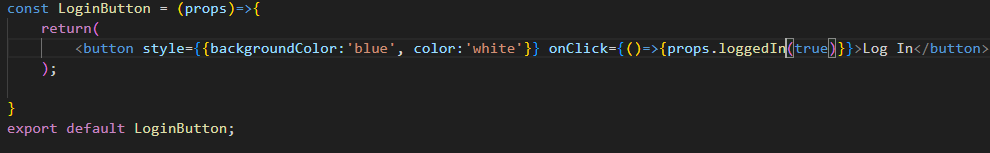 const LoginButton = (props)=>{
    return(
        <button style={{backgroundColor:'blue', color:'white'}} onClick={()=>{props.loggedIn(true)}}>Log In</button>
    );

}
export default LoginButton;